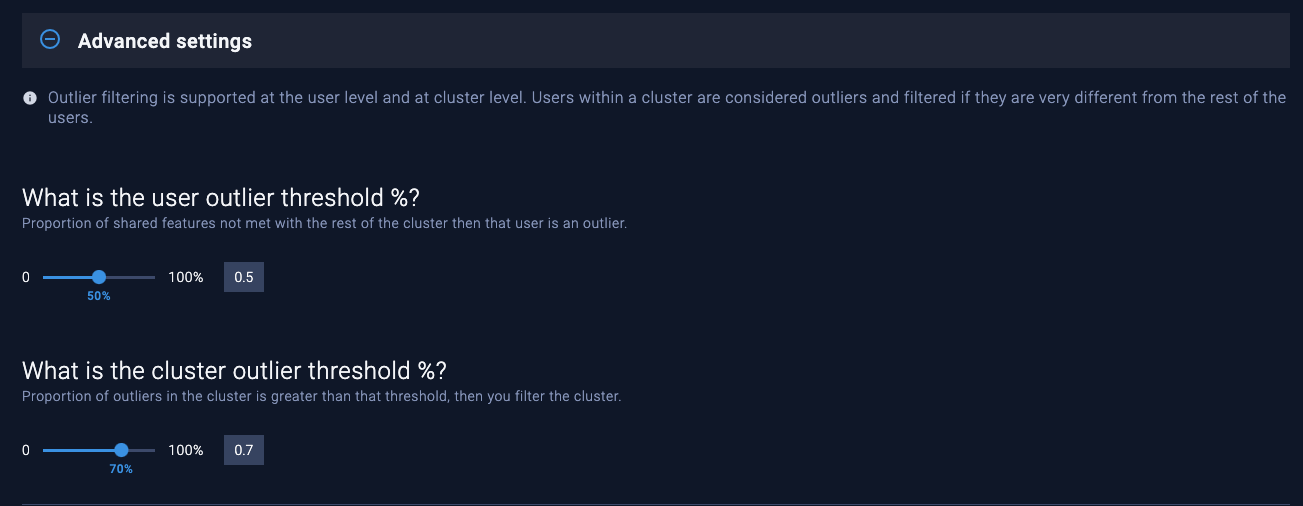 Advanced settings
Outlier filtering is supported at the user level and at cluster level. Users within a cluster are considered outliers and filtered if they are very different from the rest of the
users.
What is the user outlier threshold %?
Proportion of shared features not met with the rest of the cluster then that user is an outlier.
0 100% 0.5
50%
What is the cluster outlier threshold %?
Proportion of outliers in the cluster is greater than that threshold, then you filter the cluster.
0 100% 0.7
70%